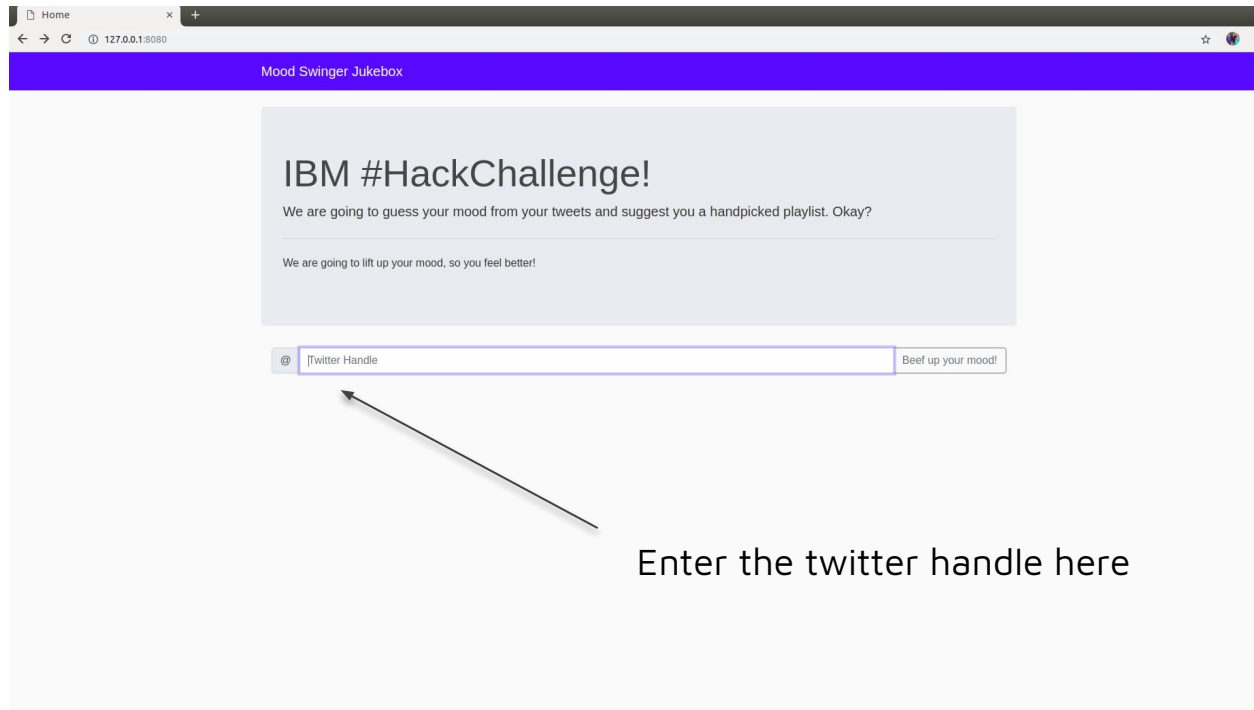 Home
127.0.0.1:8080
Mood Swinger Jukebox
IBM #HackChallenge!
We are going to guess your mood from your tweets and suggest you a handpicked playlist. Okay?
We are going to lift up your mood, so you feel better!
@ Twitter Handle Beef up your mood!
Enter the twitter handle here